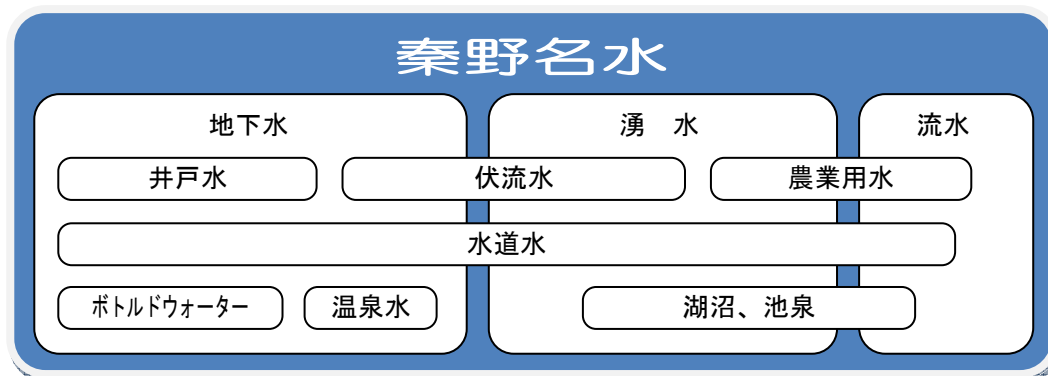 秦野名水
地下水
湧　水
流水
井戸水
伏流水
農業用水
水道水
ボトルドウォーター
温泉水
湖沼、池泉